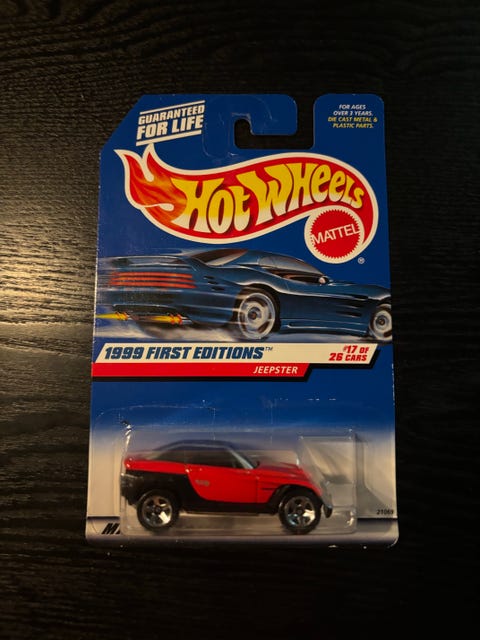 GUARANTEED
FOR LIFE
FOR AGES
OVER 3 YEARS.
DIE CAST METAL &
PLASTIC PARTS.
HOT WHEELS
MATTEL
®
1999 FIRST EDITIONS™
#17 OF
26 CARS
JEEPSTER
21069